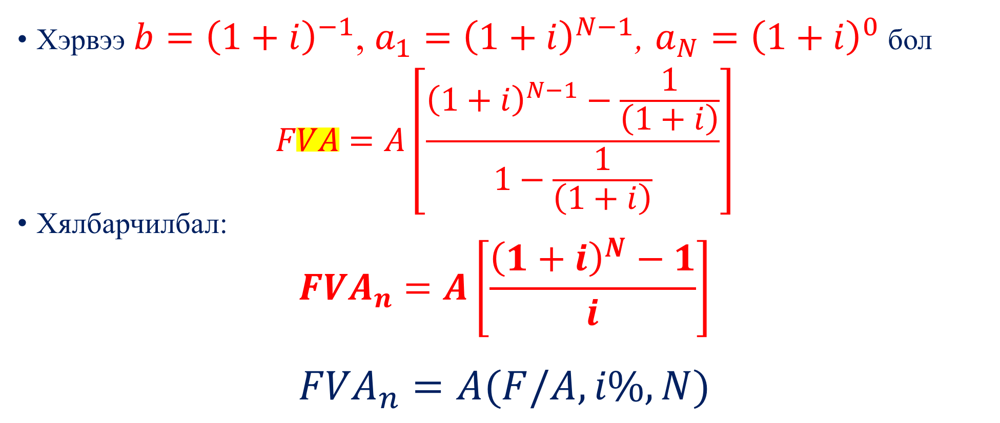 • Хэрвээ b = (1 + i)^{−1}, a_1 = (1 + i)^{N−1}, a_N = (1 + i)^0 бол
FVA = A [ ((1 + i)^{N−1} − 1/(1 + i)) / (1 − 1/(1 + i)) ]
• Хялбарчилбал:
FVA_n = A [ ((1 + i)^N − 1) / i ]
FVA_n = A(F/A, i%, N)